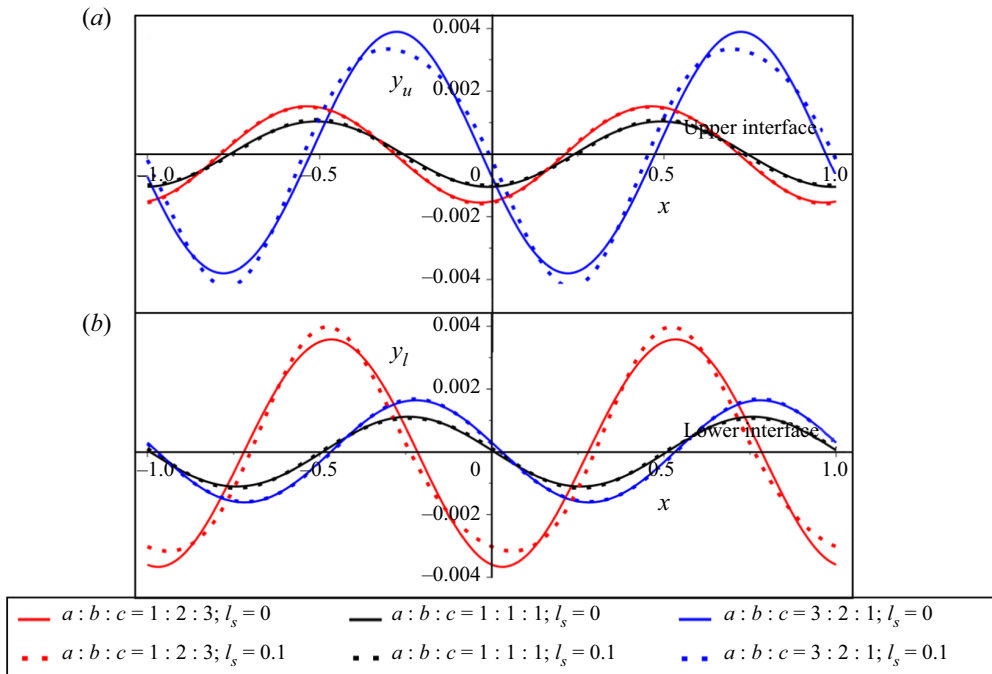 (a)
0.004
y_u
0.002
Upper interface
–1.0
–0.5
0
0.5
1.0
x
–0.002
–0.004
(b)
0.004
y_l
0.002
Lower interface
–1.0
–0.5
0
0.5
1.0
x
–0.002
–0.004
a : b : c = 1 : 2 : 3; l_s = 0
a : b : c = 1 : 1 : 1; l_s = 0
a : b : c = 3 : 2 : 1; l_s = 0
a : b : c = 1 : 2 : 3; l_s = 0.1
a : b : c = 1 : 1 : 1; l_s = 0.1
a : b : c = 3 : 2 : 1; l_s = 0.1